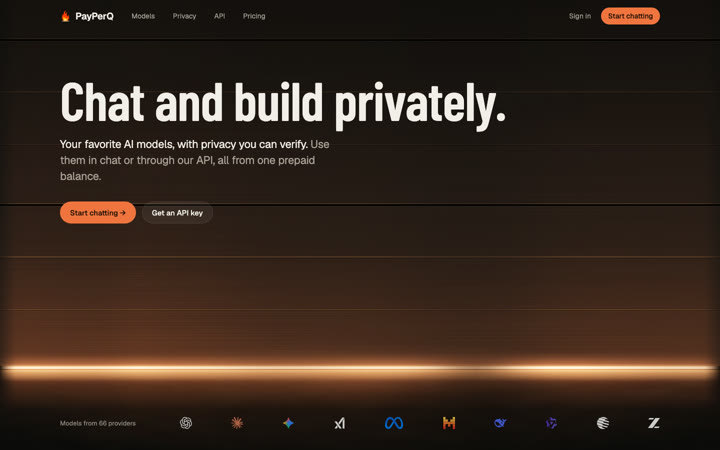 PayPerQ
Models
Privacy
API
Pricing
Sign in
Start chatting
Chat and build privately.
Your favorite AI models, with privacy you can verify. Use
them in chat or through our API, all from one prepaid
balance.
Start chatting →
Get an API key
Models from 66 providers